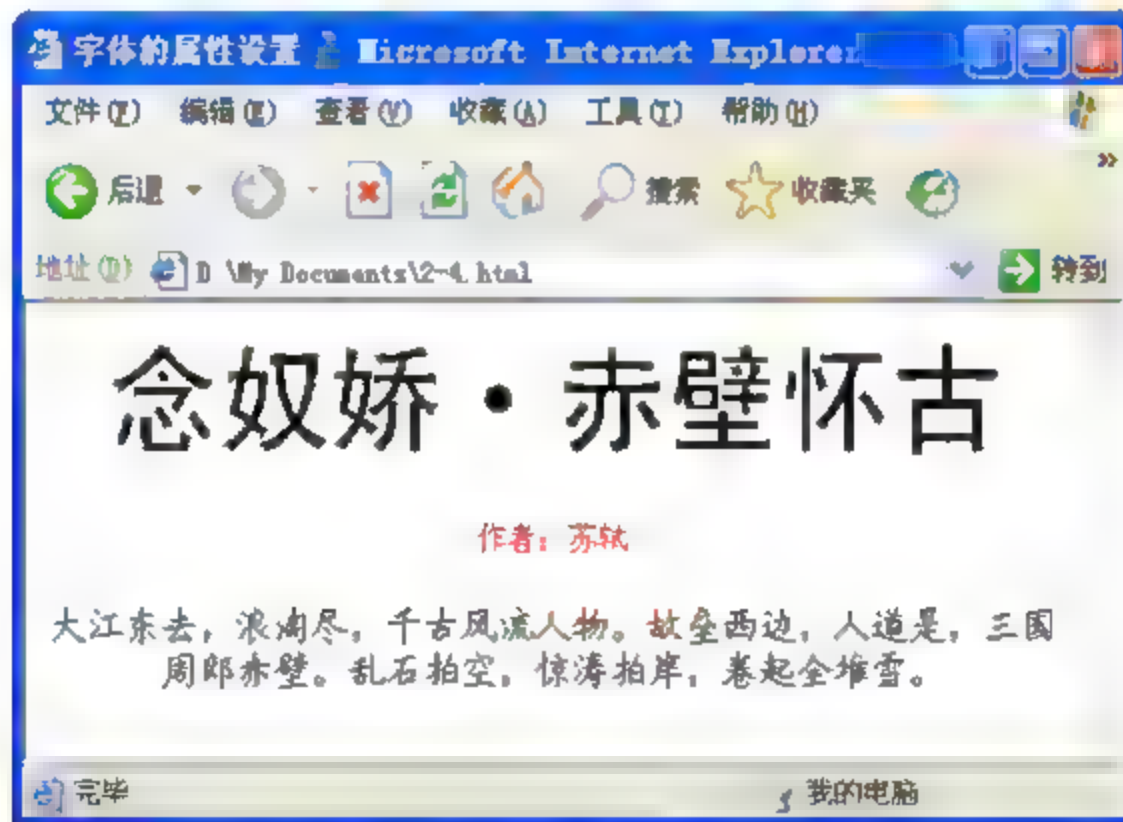 字体的属性设置 - Microsoft Internet Explorer
文件(F) 编辑(E) 查看(V) 收藏(A) 工具(T) 帮助(H)
后退 搜索 收藏夹 »
地址(D) D:\My Documents\2-4.html 转到
念奴娇·赤壁怀古
作者：苏轼
大江东去，浪淘尽，千古风流人物。故垒西边，人道是，三国
周郎赤壁。乱石拍空，惊涛拍岸，卷起全堆雪。
完毕 我的电脑